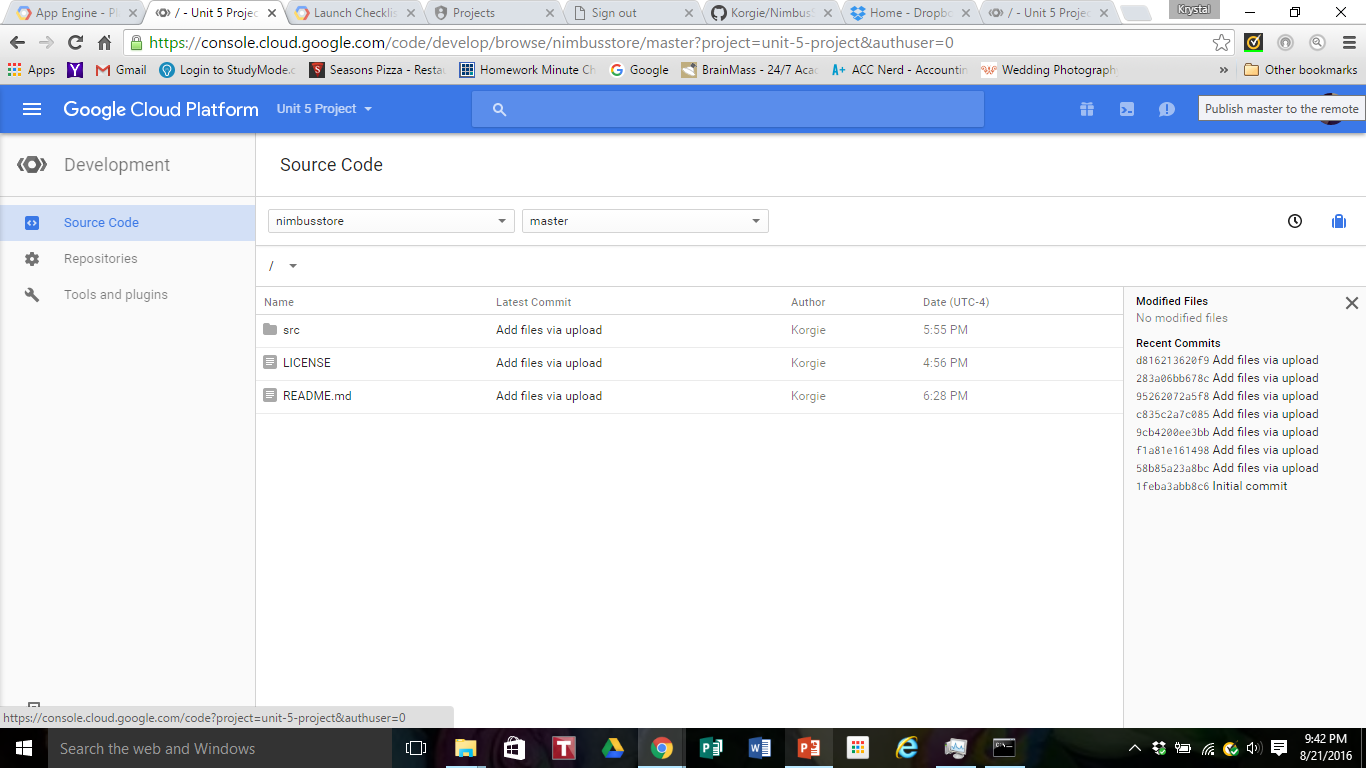 App Engine - Pl
/ - Unit 5 Projec
Launch Checklis
Projects
Sign out
Korgie/NimbusS
Home - Dropbo
/ - Unit 5 Projec
Krystal
https://console.cloud.google.com/code/develop/browse/nimbusstore/master?project=unit-5-project&authuser=0
Apps
Gmail
Login to StudyMode.c
Seasons Pizza - Resta
Homework Minute Ch
Google
BrainMass - 24/7 Aca
ACC Nerd - Accountin
Wedding Photography
»
Other bookmarks
Google Cloud Platform
Unit 5 Project
Publish master to the remote
Development
Source Code
Source Code
Repositories
Tools and plugins
nimbusstore
master
/
Name Latest Commit Author Date (UTC-4)
src Add files via upload Korgie 5:55 PM
LICENSE Add files via upload Korgie 4:56 PM
README.md Add files via upload Korgie 6:28 PM
Modified Files
No modified files
Recent Commits
d816213620f9 Add files via upload
283a06bb678c Add files via upload
95262072a5f8 Add files via upload
c835c2a7c085 Add files via upload
9cb4200ee3bb Add files via upload
f1a81e161498 Add files via upload
58b85a23a8bc Add files via upload
1feba3abb8c6 Initial commit
https://console.cloud.google.com/code?project=unit-5-project&authuser=0
Search the web and Windows
9:42 PM
8/21/2016